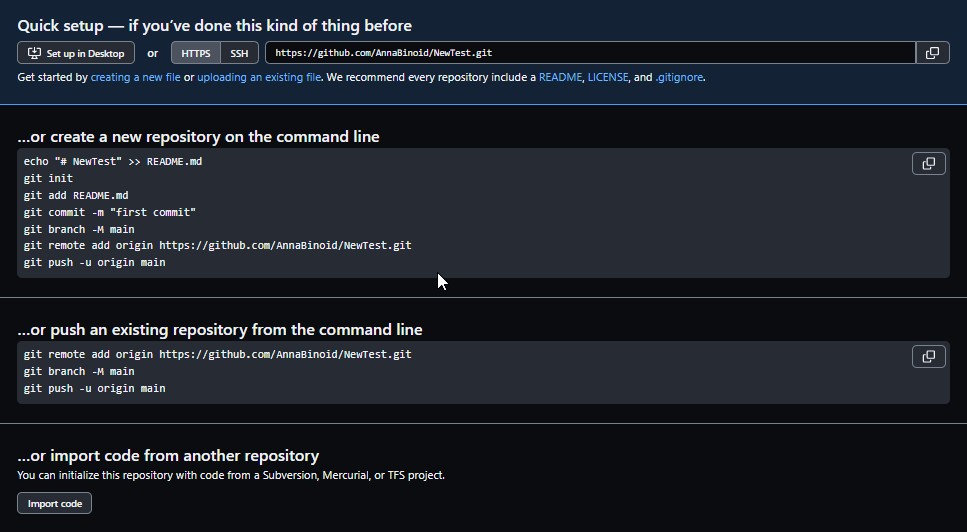 Quick setup — if you've done this kind of thing before
Set up in Desktop or HTTPS SSH https://github.com/AnnaBinoid/NewTest.git
Get started by creating a new file or uploading an existing file. We recommend every repository include a README, LICENSE, and .gitignore.
...or create a new repository on the command line
echo "# NewTest" >> README.md
git init
git add README.md
git commit -m "first commit"
git branch -M main
git remote add origin https://github.com/AnnaBinoid/NewTest.git
git push -u origin main
...or push an existing repository from the command line
git remote add origin https://github.com/AnnaBinoid/NewTest.git
git branch -M main
git push -u origin main
...or import code from another repository
You can initialize this repository with code from a Subversion, Mercurial, or TFS project.
Import code